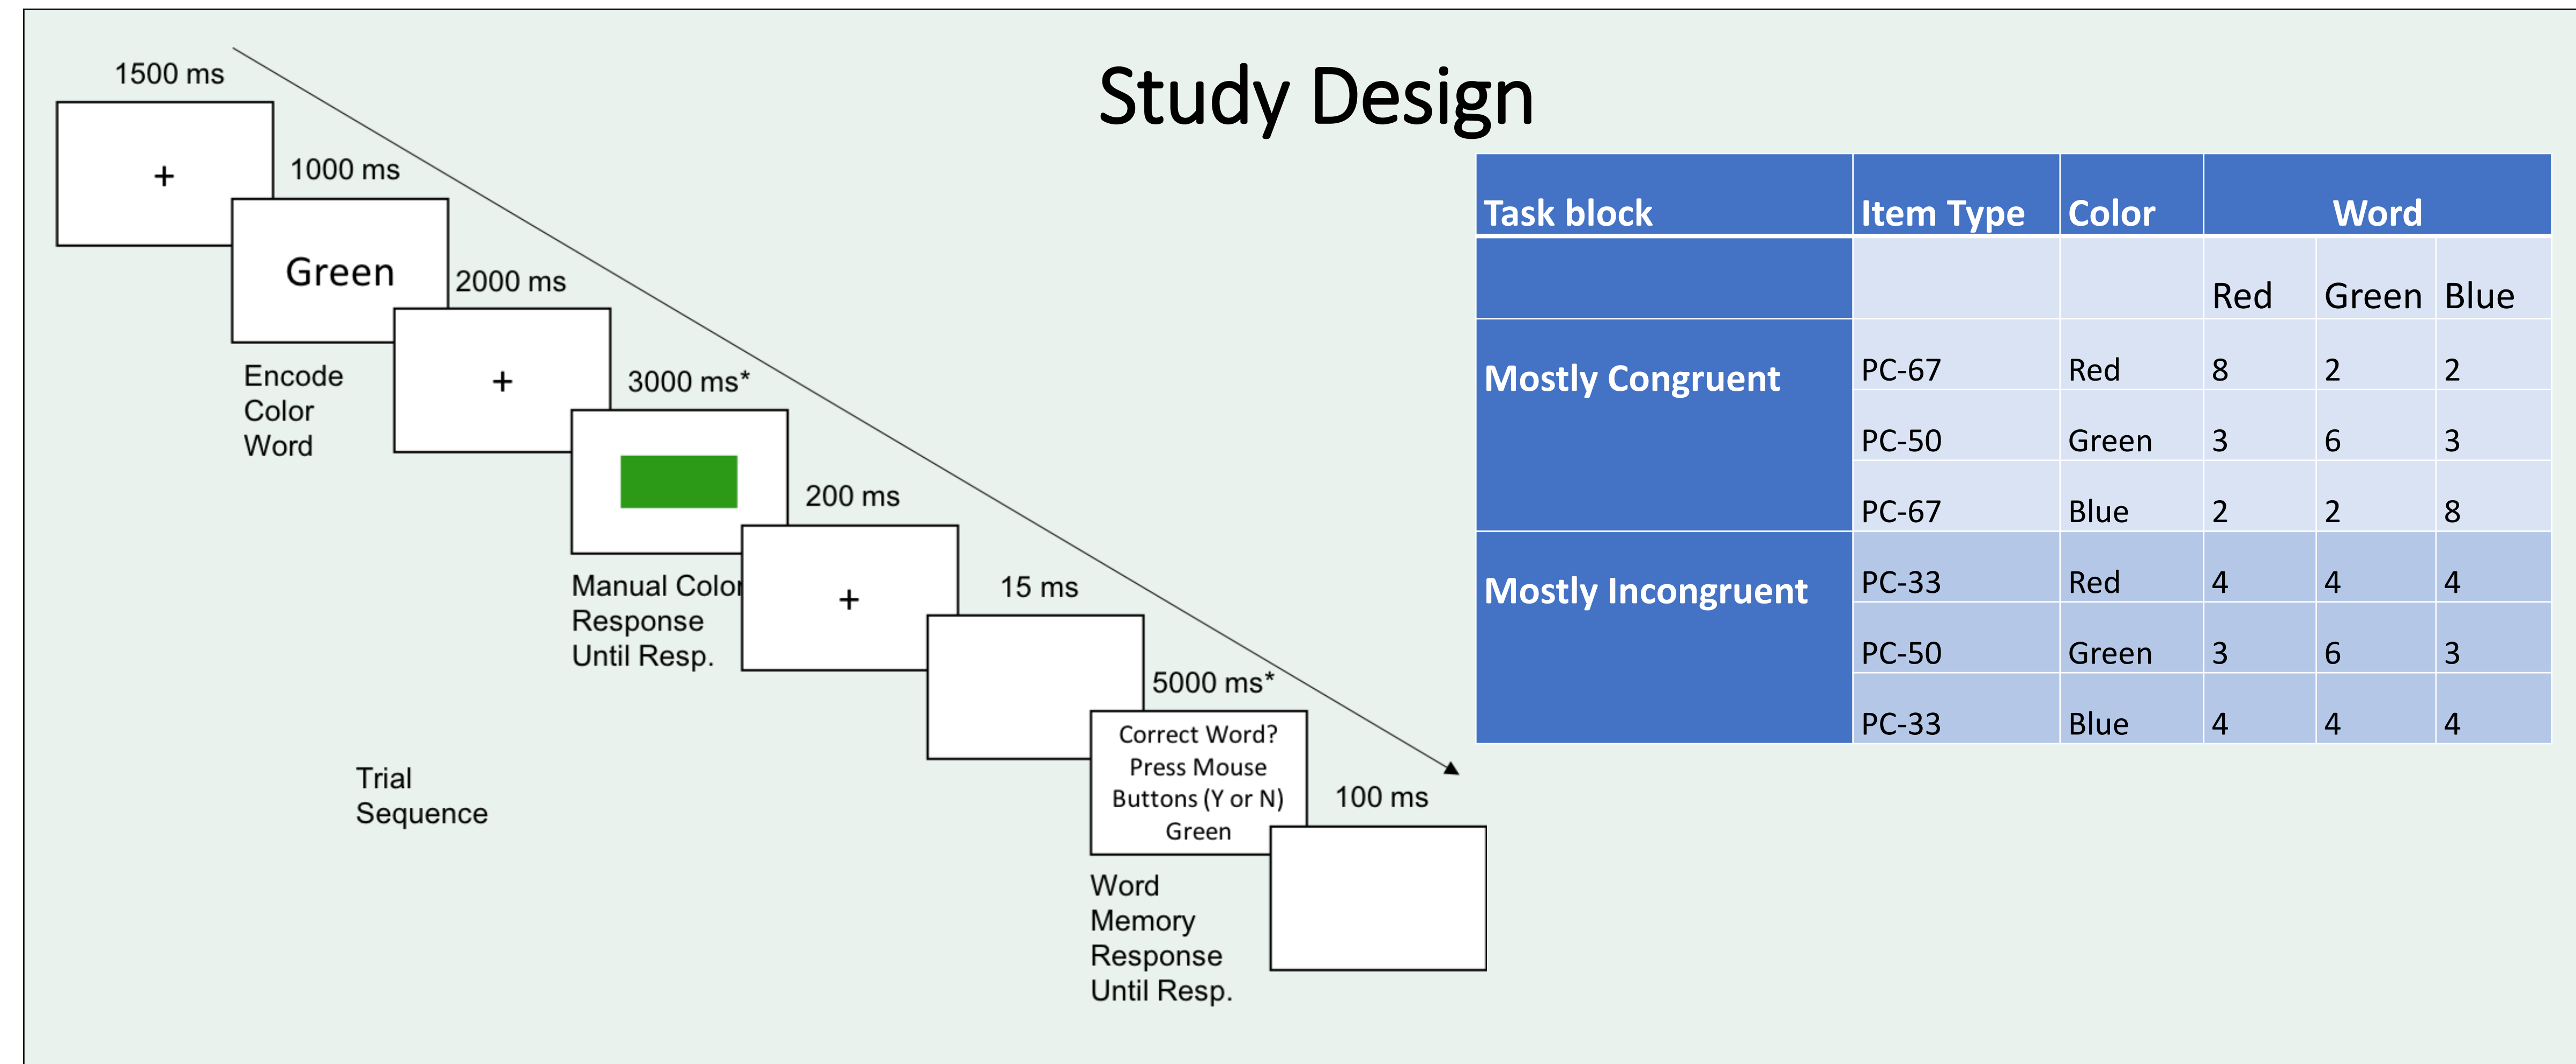 Study Design
1500 ms
+
1000 ms
Green
Encode
Color
Word
2000 ms
+
3000 ms*
Manual Color
Response
Until Resp.
200 ms
+
15 ms
5000 ms*
Correct Word?
Press Mouse
Buttons (Y or N)
Green
Word
Memory
Response
Until Resp.
100 ms
Trial
Sequence
Task block Item Type Color Word
Red Green Blue
Mostly Congruent PC-67 Red 8 2 2
PC-50 Green 3 6 3
PC-67 Blue 2 2 8
Mostly Incongruent PC-33 Red 4 4 4
PC-50 Green 3 6 3
PC-33 Blue 4 4 4